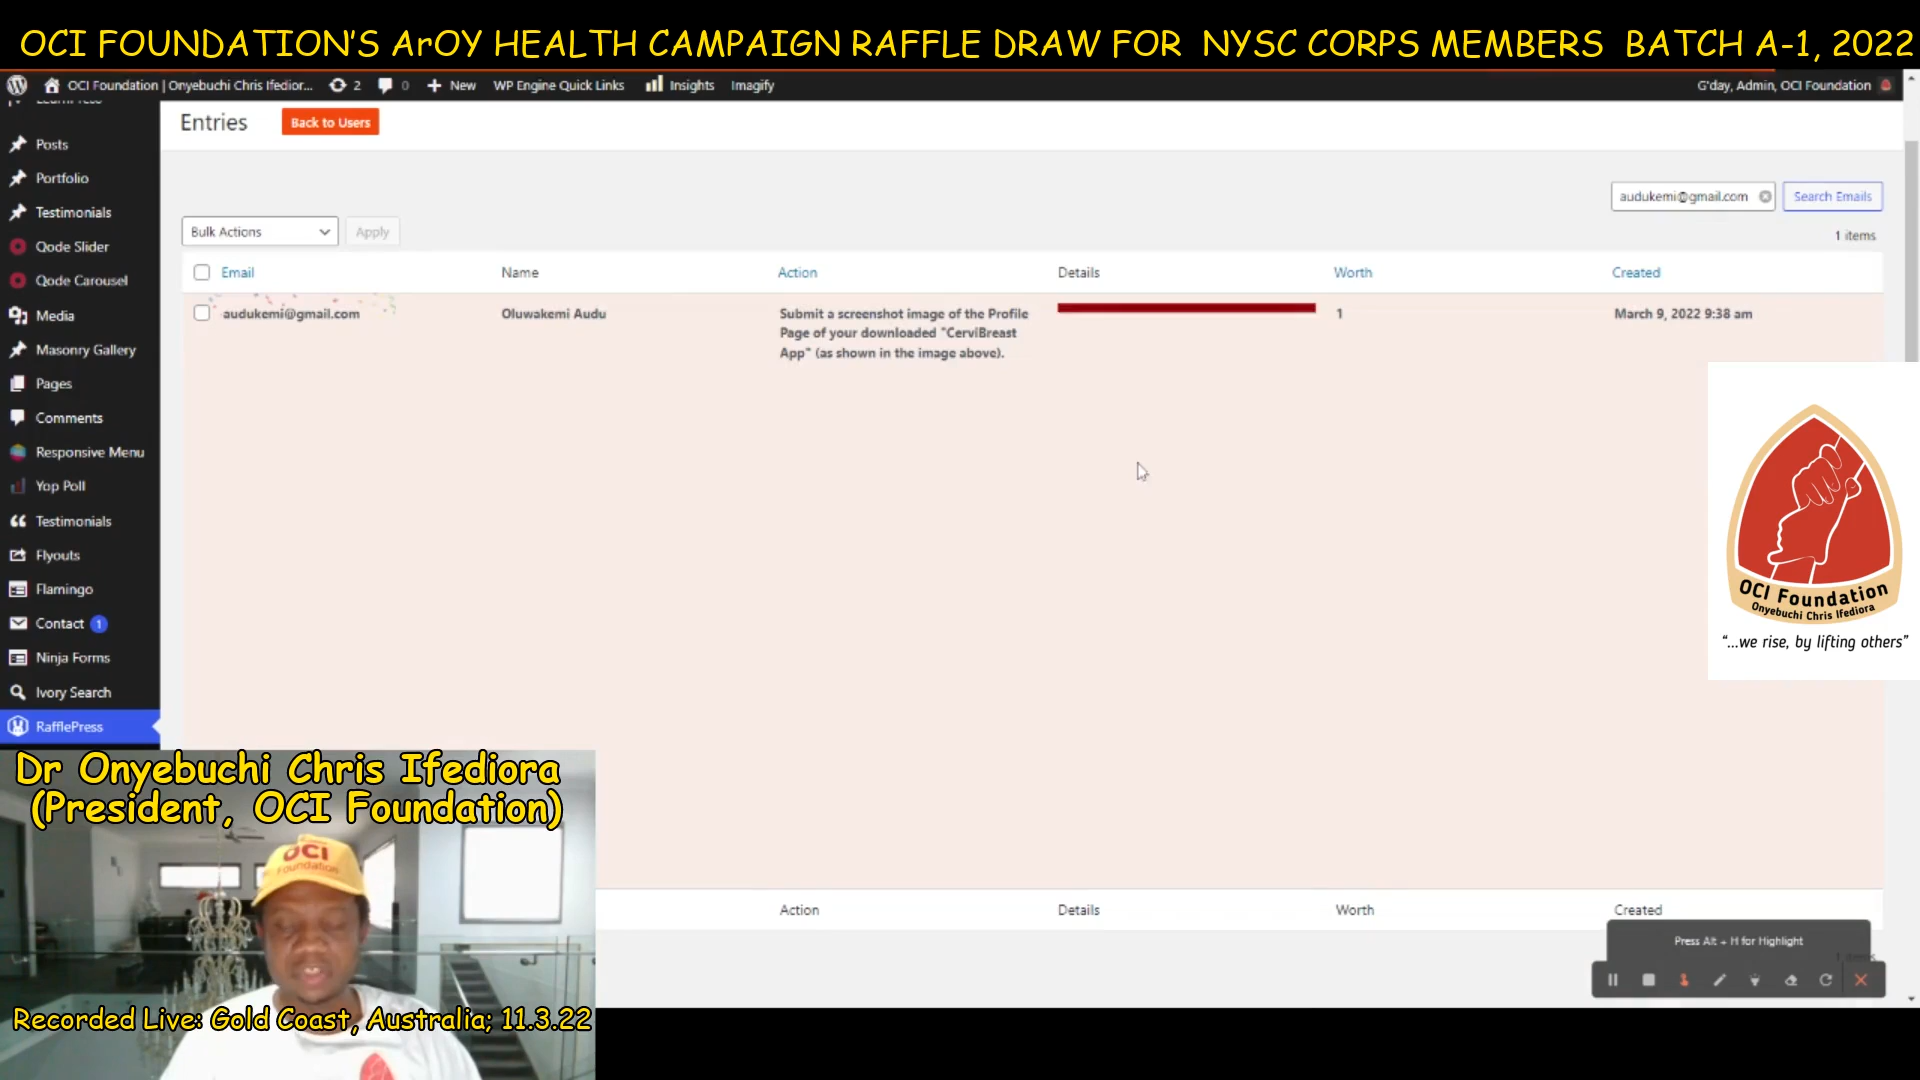 OCI FOUNDATION'S ArOY HEALTH CAMPAIGN RAFFLE DRAW FOR NYSC CORPS MEMBERS BATCH A-1, 2022
OCI Foundation | Onyebuchi Chris Ifedior... 2 0 New WP Engine Quick Links Insights Imagify G'day, Admin, OCI Foundation
Entries Back to Users
Posts
Portfolio
Testimonials
Qode Slider
Qode Carousel
Media
Masonry Gallery
Pages
Comments
Responsive Menu
Yop Poll
Testimonials
Flyouts
Flamingo
Contact 1
Ninja Forms
Ivory Search
RafflePress
audukemi@gmail.com Search Emails
Bulk Actions Apply
1 items
Email Name Action Details Worth Created
audukemi@gmail.com Oluwakemi Audu Submit a screenshot image of the Profile 1 March 9, 2022 9:38 am
Page of your downloaded "CerviBreast
App" (as shown in the image above).
OCI Foundation
Onyebuchi Chris Ifediora
"...we rise, by lifting others"
Action Details Worth Created
Press Alt + H for Highlight
Dr Onyebuchi Chris Ifediora
(President, OCI Foundation)
OCI
Foundation
Recorded Live: Gold Coast, Australia; 11.3.22